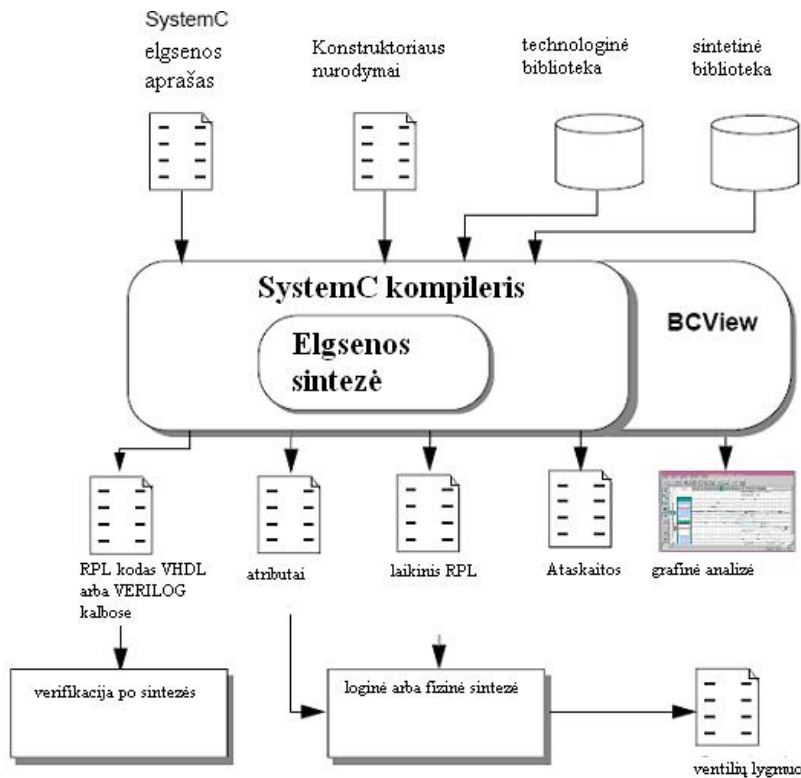 SystemC
elgsenos
aprašas
Konstruktoriaus
nurodymai
technologinė
biblioteka
sintetinė
biblioteka
SystemC kompileris
Elgsenos
sintezė
BCView
RPL kodas VHDL
arba VERILOG
kalbose
atributai
laikinis RPL
Ataskaitos
grafinė analizė
verifikacija po sintezės
loginė arba fizinė sintezė
ventilių lygmuo